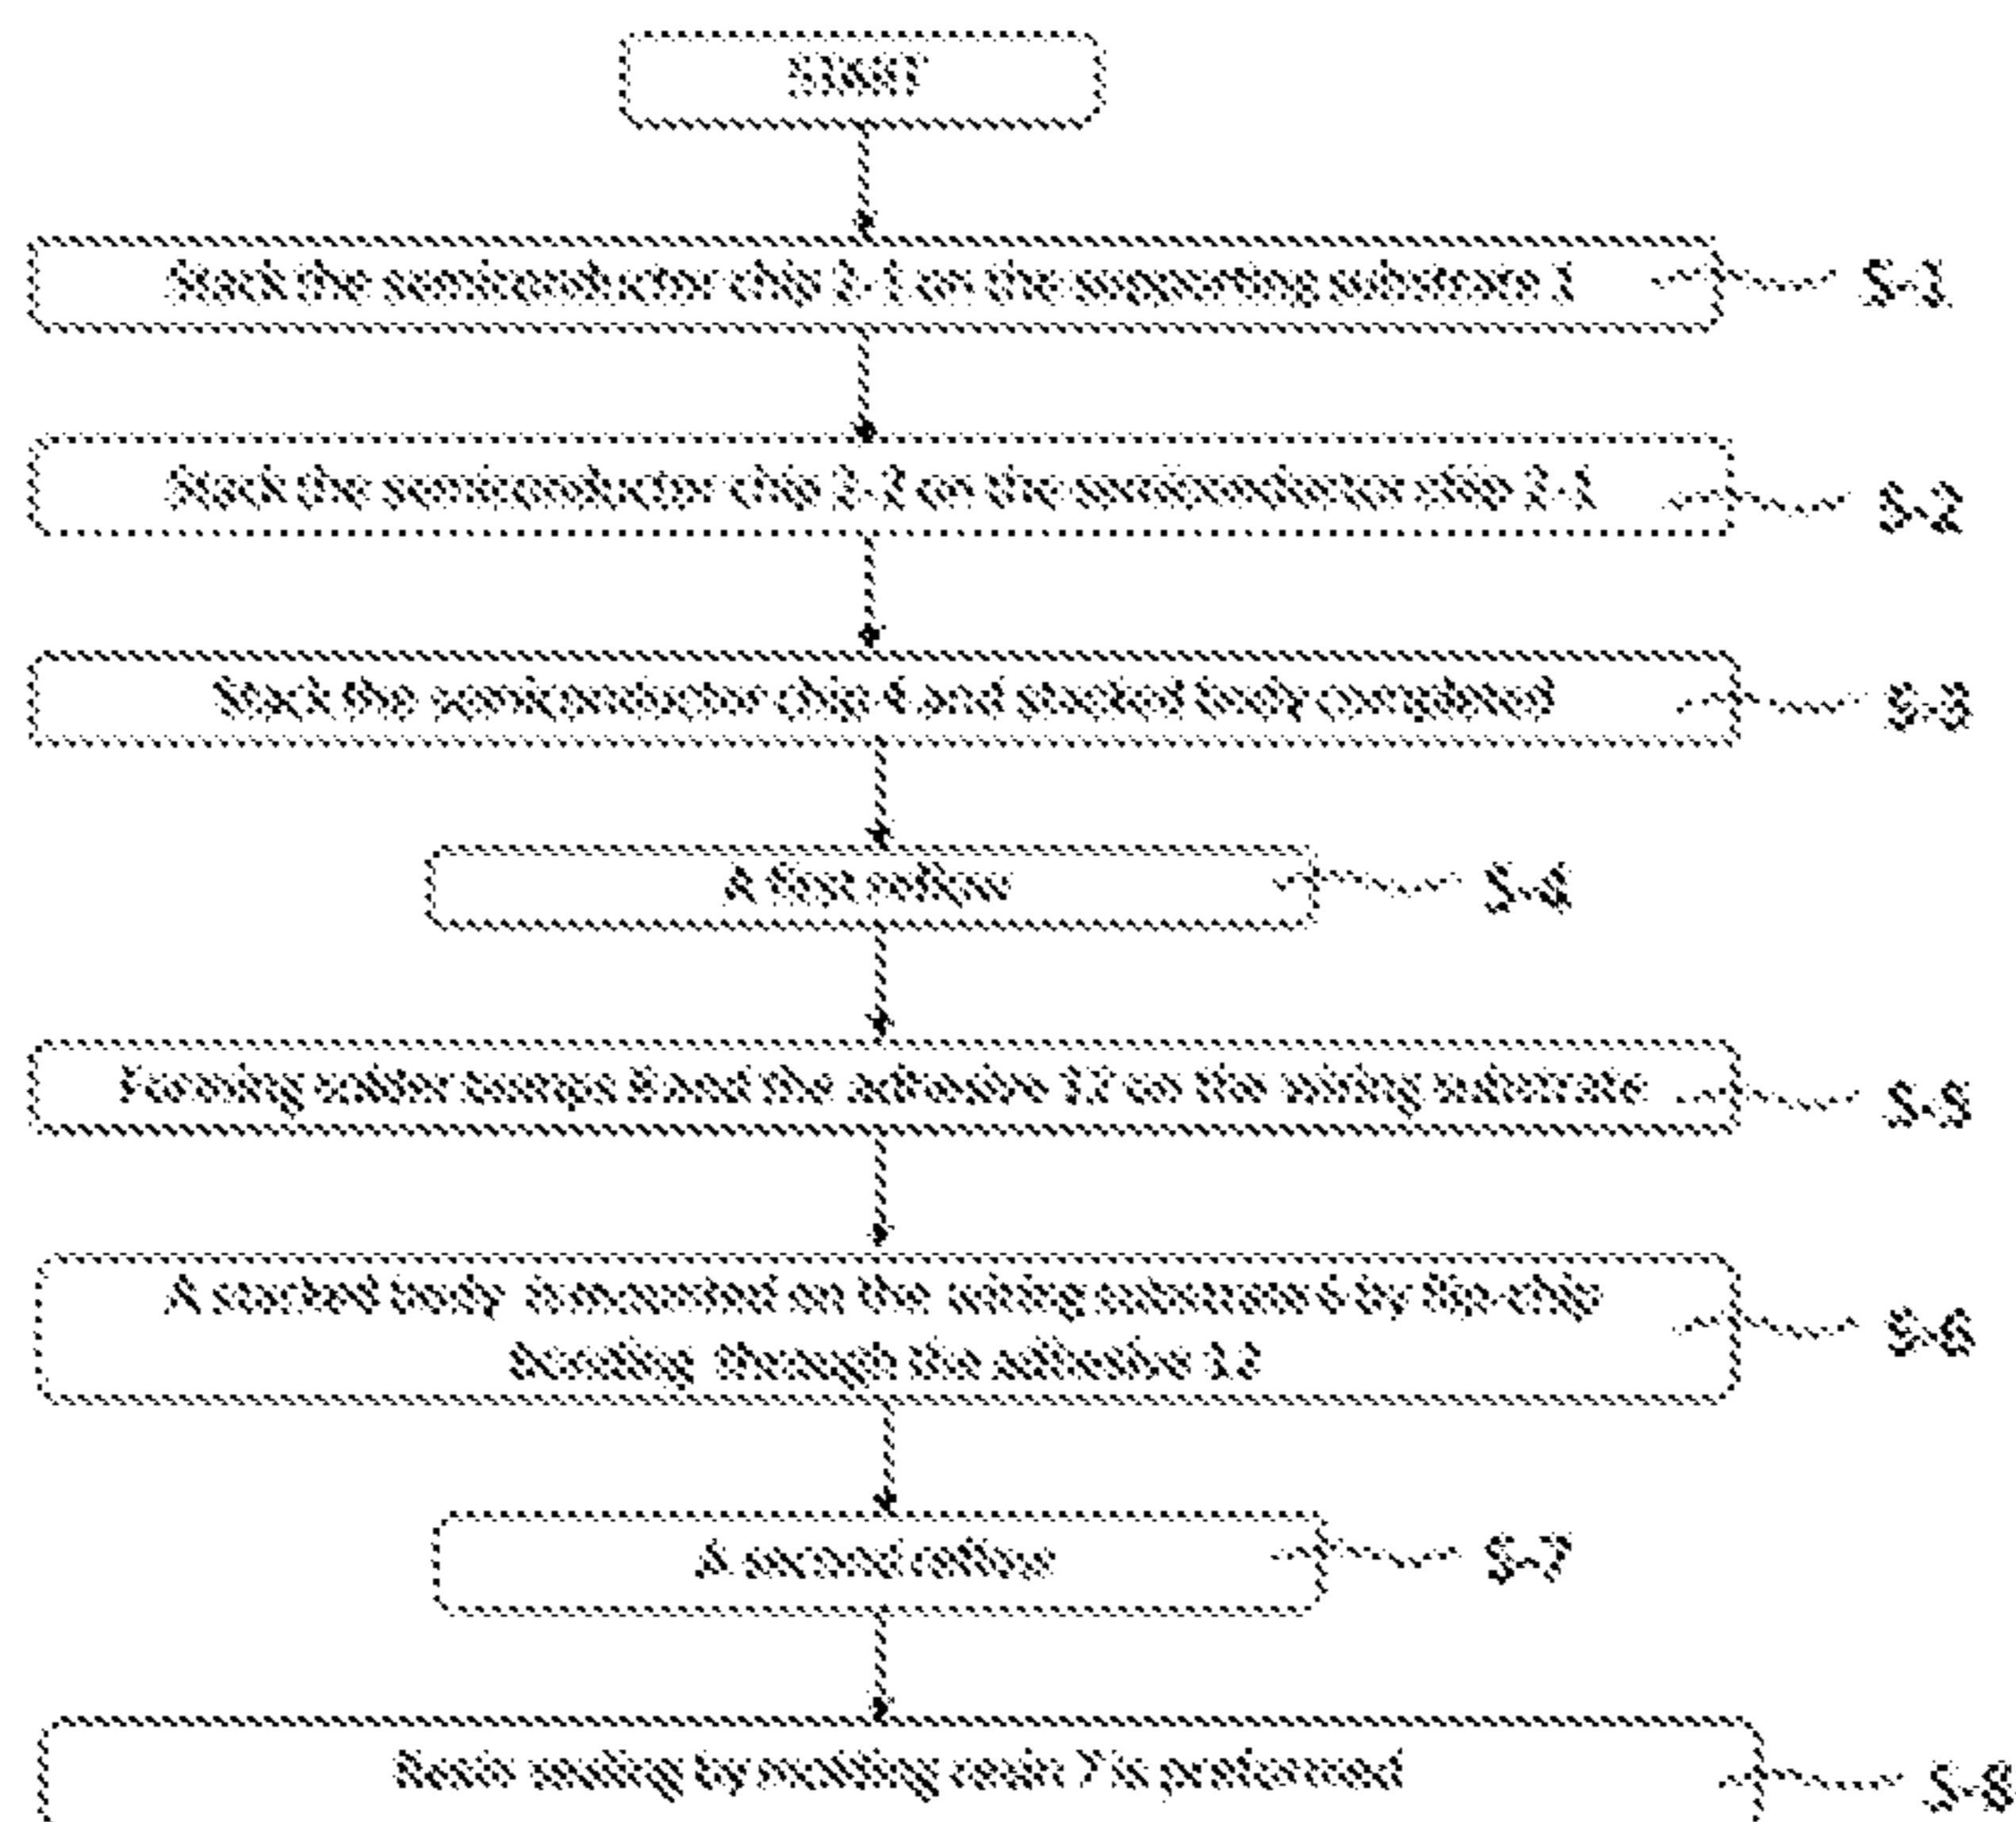 START
Stack the semiconductor chip 2-1 on the supporting substrate 1
S-1
Stack the semiconductor chip 2-2 on the semiconductor chip 2-1
S-2
Stack the semiconductor chip 4 and stacked body completed
S-3
A first reflow
S-4
Forming solder bumps and the adhesive 12 on the wiring substrate
S-5
A stacked body is mounted on the wiring substrate 6 by flip-chip
Bonding through the adhesive 12
S-6
A second reflow
S-7
Resin sealing by molding resin 7 is performed
S-8